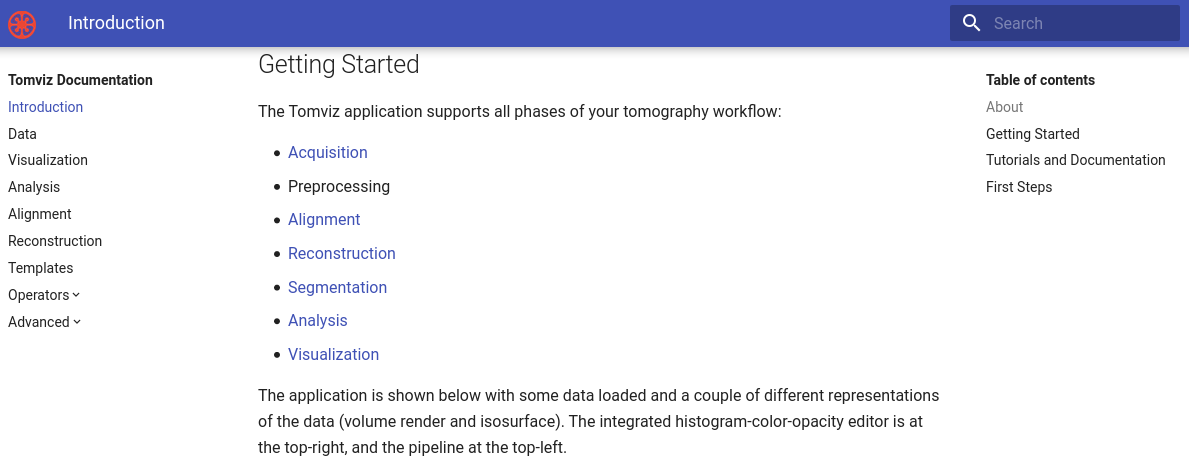 Introduction
Search
Tomviz Documentation
Introduction
Data
Visualization
Analysis
Alignment
Reconstruction
Templates
Operators
Advanced
Getting Started
The Tomviz application supports all phases of your tomography workflow:
Acquisition
Preprocessing
Alignment
Reconstruction
Segmentation
Analysis
Visualization
The application is shown below with some data loaded and a couple of different representations
of the data (volume render and isosurface). The integrated histogram-color-opacity editor is at
the top-right, and the pipeline at the top-left.
Table of contents
About
Getting Started
Tutorials and Documentation
First Steps